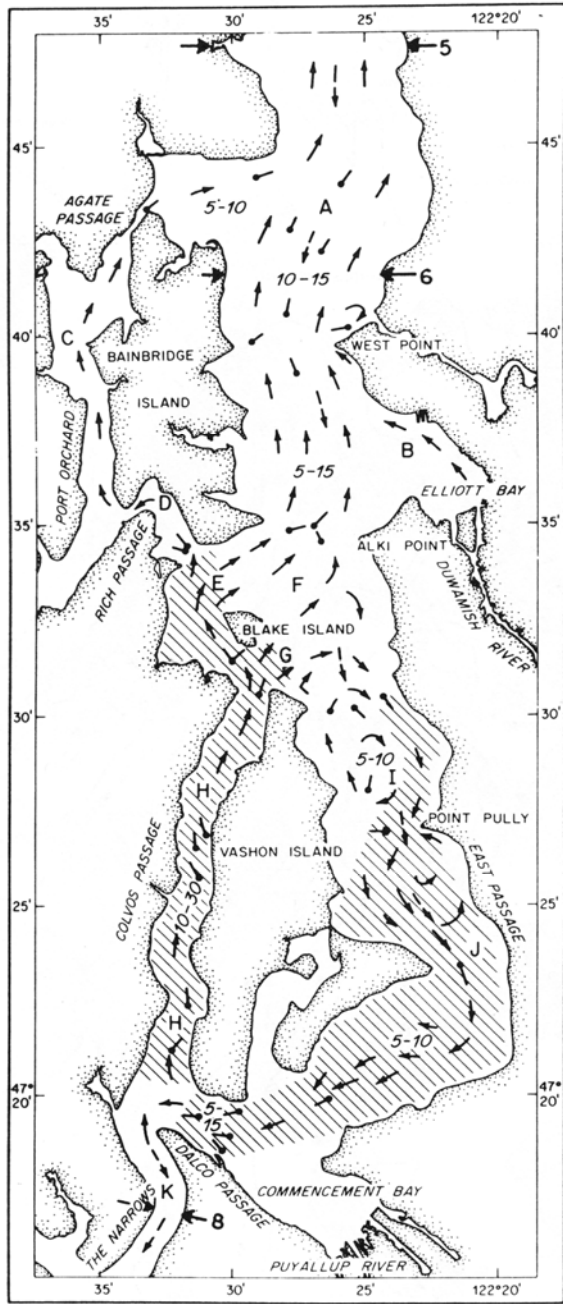 35' 30' 25' 122° 20'
5
45'
AGATE
PASSAGE
A
5-10
10-15
6
C
40' 40'
WEST POINT
BAINBRIDGE
ISLAND
PORT ORCHARD
B
5-15
ELLIOTT BAY
D
35' 35'
ALKI POINT
RICH PASSAGE
E
F
DUWAMISH
RIVER
BLAKE ISLAND
G
30' 30'
5-10
H
I
POINT PULLY
VASHON ISLAND
EAST PASSAGE
COLVOS PASSAGE
10-30
25' 25'
J
H
5-10
47° 47°
20' 20'
5-
15
DALCO PASSAGE
K
THE NARROWS
COMMENCEMENT BAY
8
PUYALLUP RIVER
35' 30' 25' 122° 20'